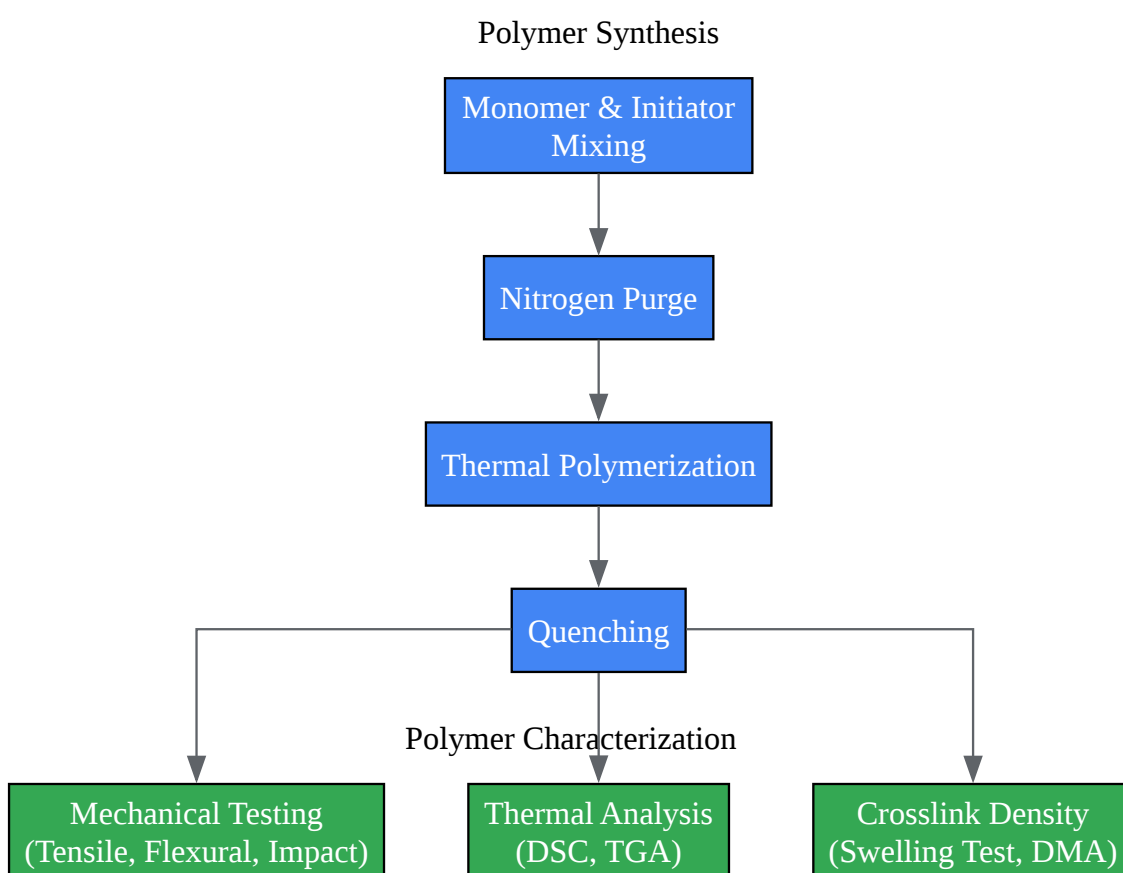 Polymer Synthesis
Monomer & Initiator
Mixing
Nitrogen Purge
Thermal Polymerization
Quenching
Polymer Characterization
Mechanical Testing
(Tensile, Flexural, Impact)
Thermal Analysis
(DSC, TGA)
Crosslink Density
(Swelling Test, DMA)